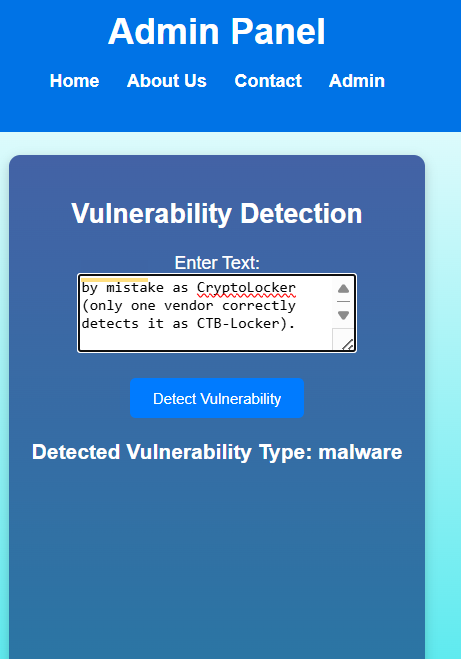 Admin Panel
Home About Us Contact Admin
Vulnerability Detection
Enter Text:
by mistake as CryptoLocker
(only one vendor correctly
detects it as CTB-Locker).
Detect Vulnerability
Detected Vulnerability Type: malware